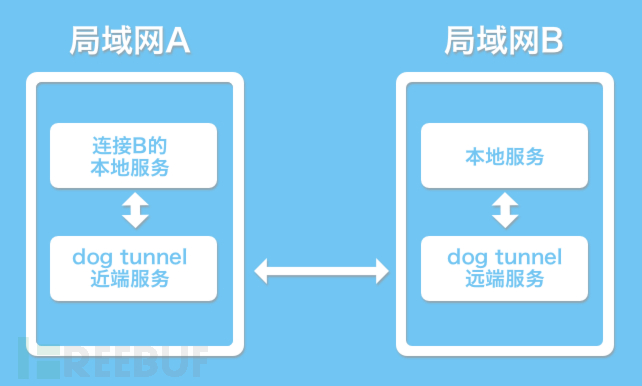 局域网A
局域网B
连接B的
本地服务
本地服务
dog tunnel
近端服务
dog tunnel
远端服务
REEBUF